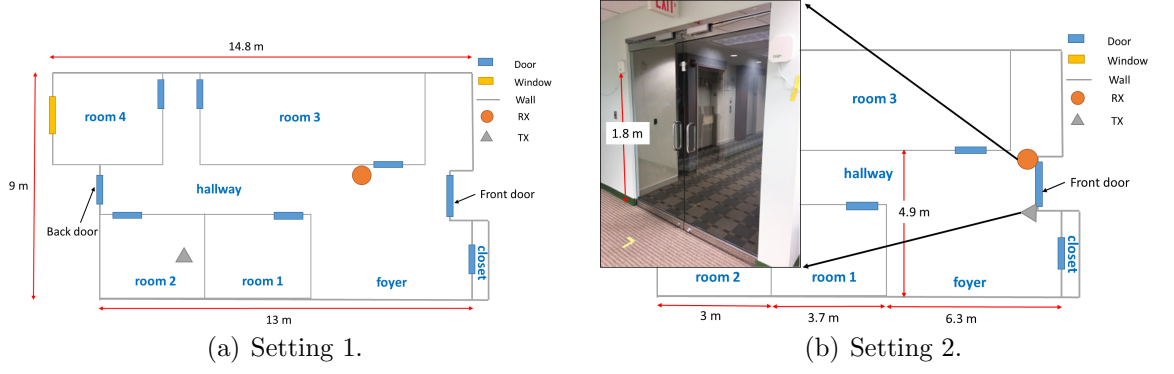 14.8 m
Door
Window
Wall
RX
TX
room 4
room 3
9 m
hallway
Front door
Back door
closet
room 2
room 1
foyer
13 m
(a) Setting 1.
EXIT
1.8 m
Door
Window
Wall
RX
TX
room 3
hallway
Front door
4.9 m
closet
room 2
room 1
foyer
3 m
3.7 m
6.3 m
(b) Setting 2.